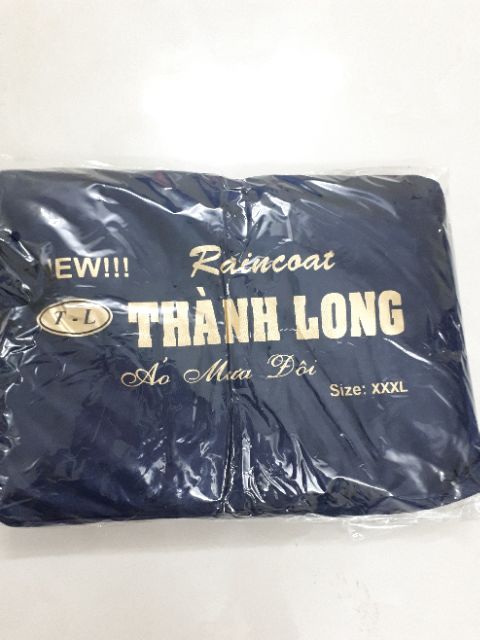 NEW!!!
Raincoat
T - L
THÀNH LONG
Áo Mưa Đôi
Size: XXXL